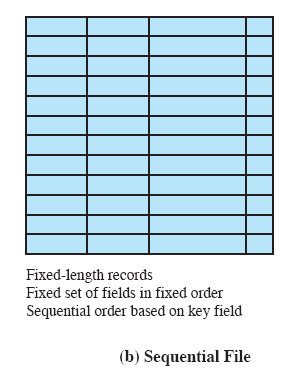 Fixed-length records
Fixed set of fields in fixed order
Sequential order based on key field
(b) Sequential File